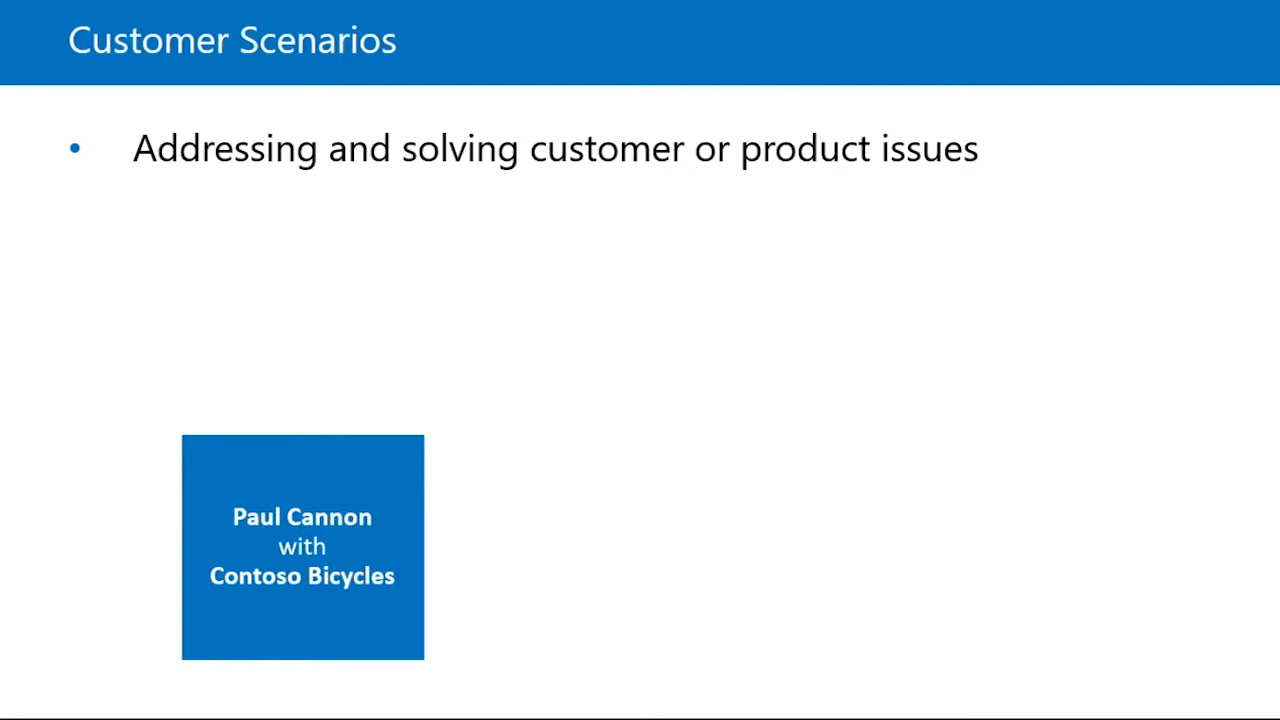 Customer Scenarios
• Addressing and solving customer or product issues
Paul Cannon
with
Contoso Bicycles